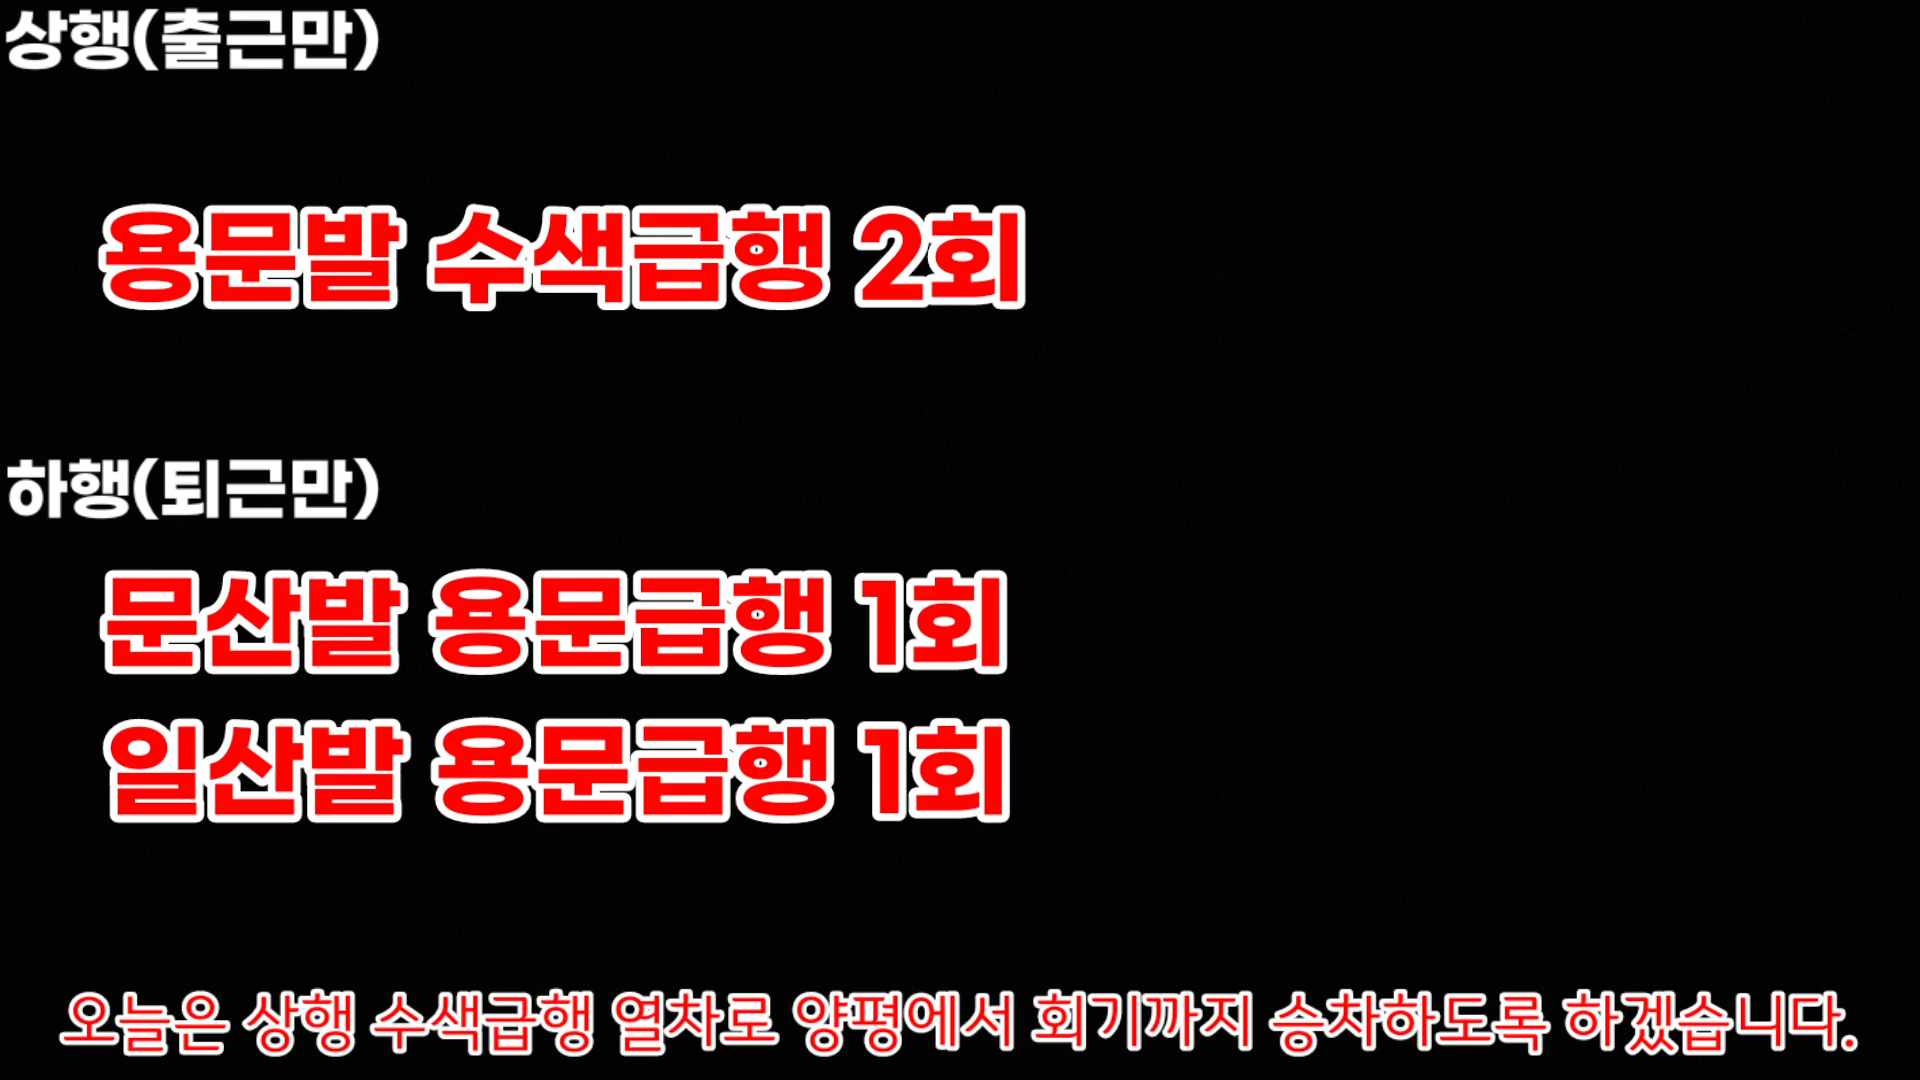 상행(출근만)
용문발 수색급행 2회
하행(퇴근만)
문산발 용문급행 1회
일산발 용문급행 1회
오늘은 상행 수색급행 열차로 양평에서 회기까지 승차하도록 하겠습니다.